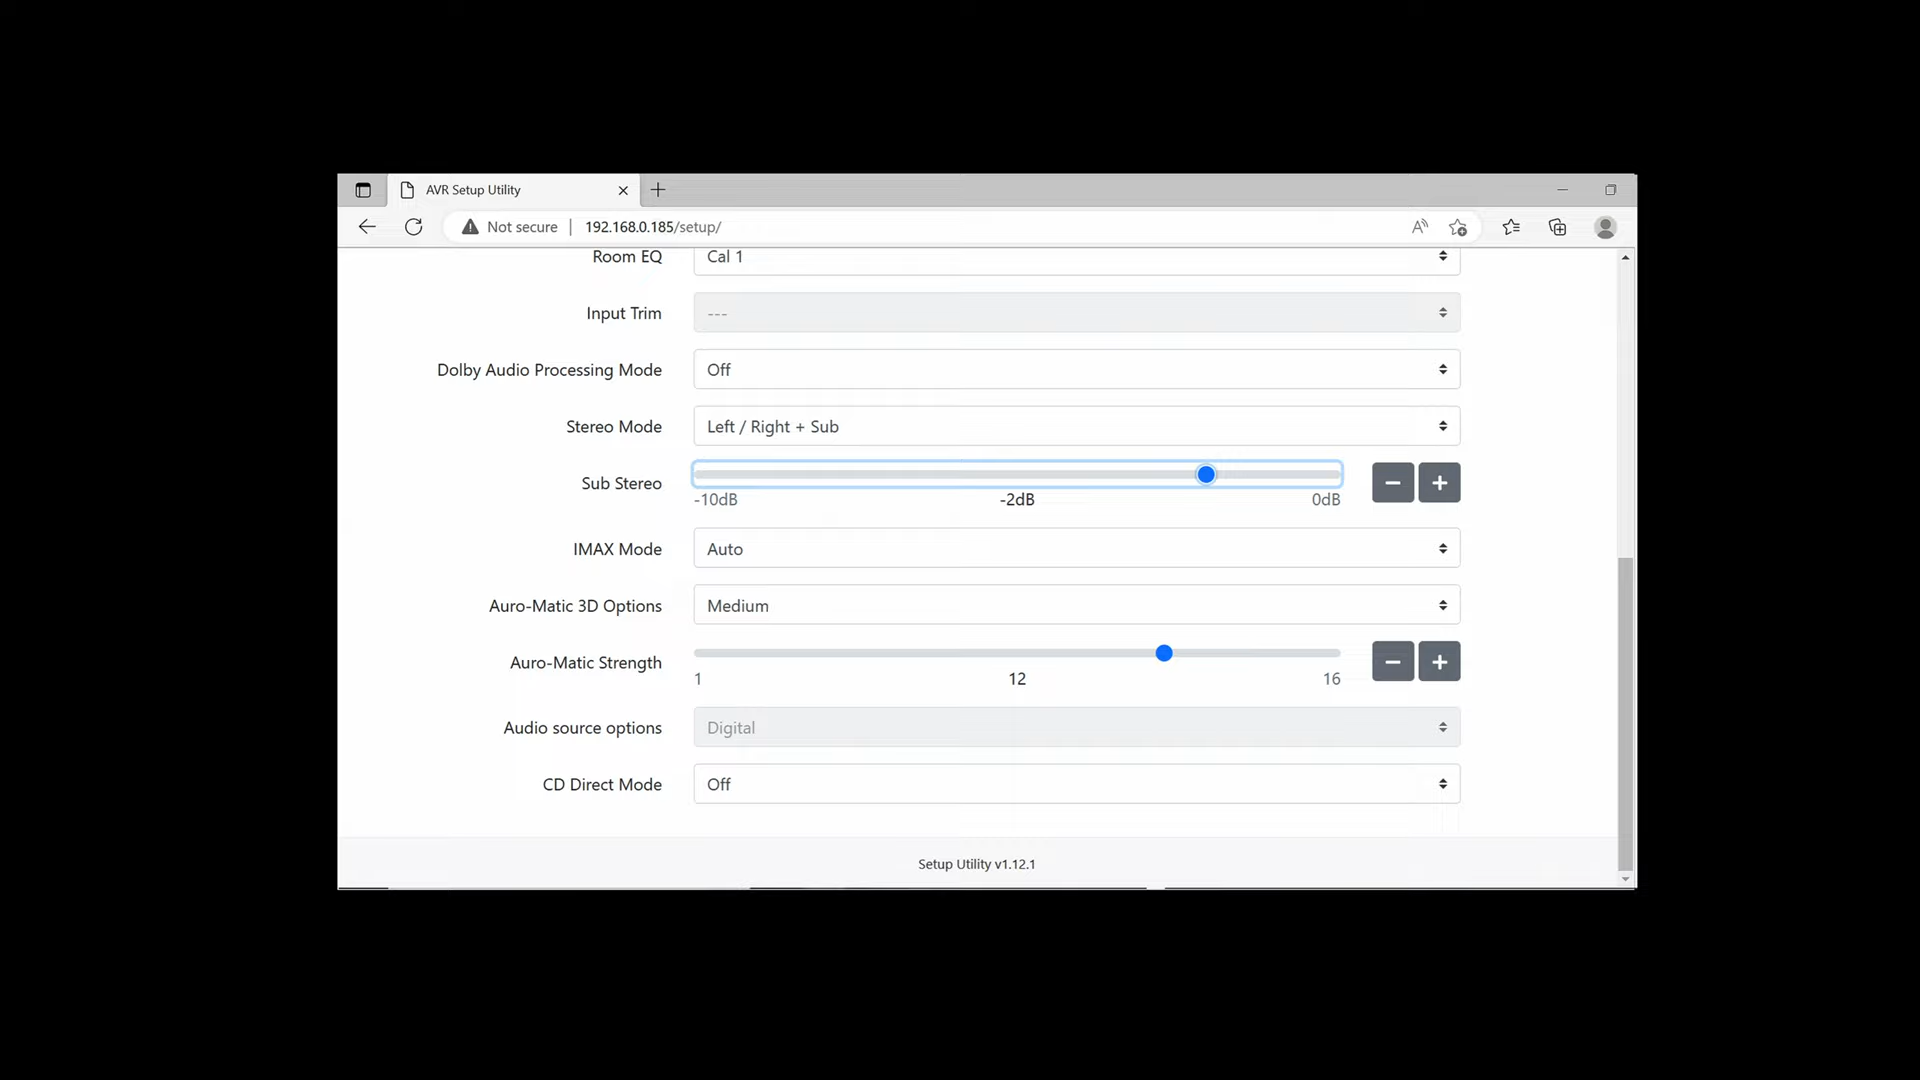 AVR Setup Utility
Not secure | 192.168.0.185/setup/
Room EQ Cal 1
Input Trim ---
Dolby Audio Processing Mode Off
Stereo Mode Left / Right + Sub
Sub Stereo
-10dB -2dB 0dB
IMAX Mode Auto
Auro-Matic 3D Options Medium
Auro-Matic Strength
1 12 16
Audio source options Digital
CD Direct Mode Off
Setup Utility v1.12.1